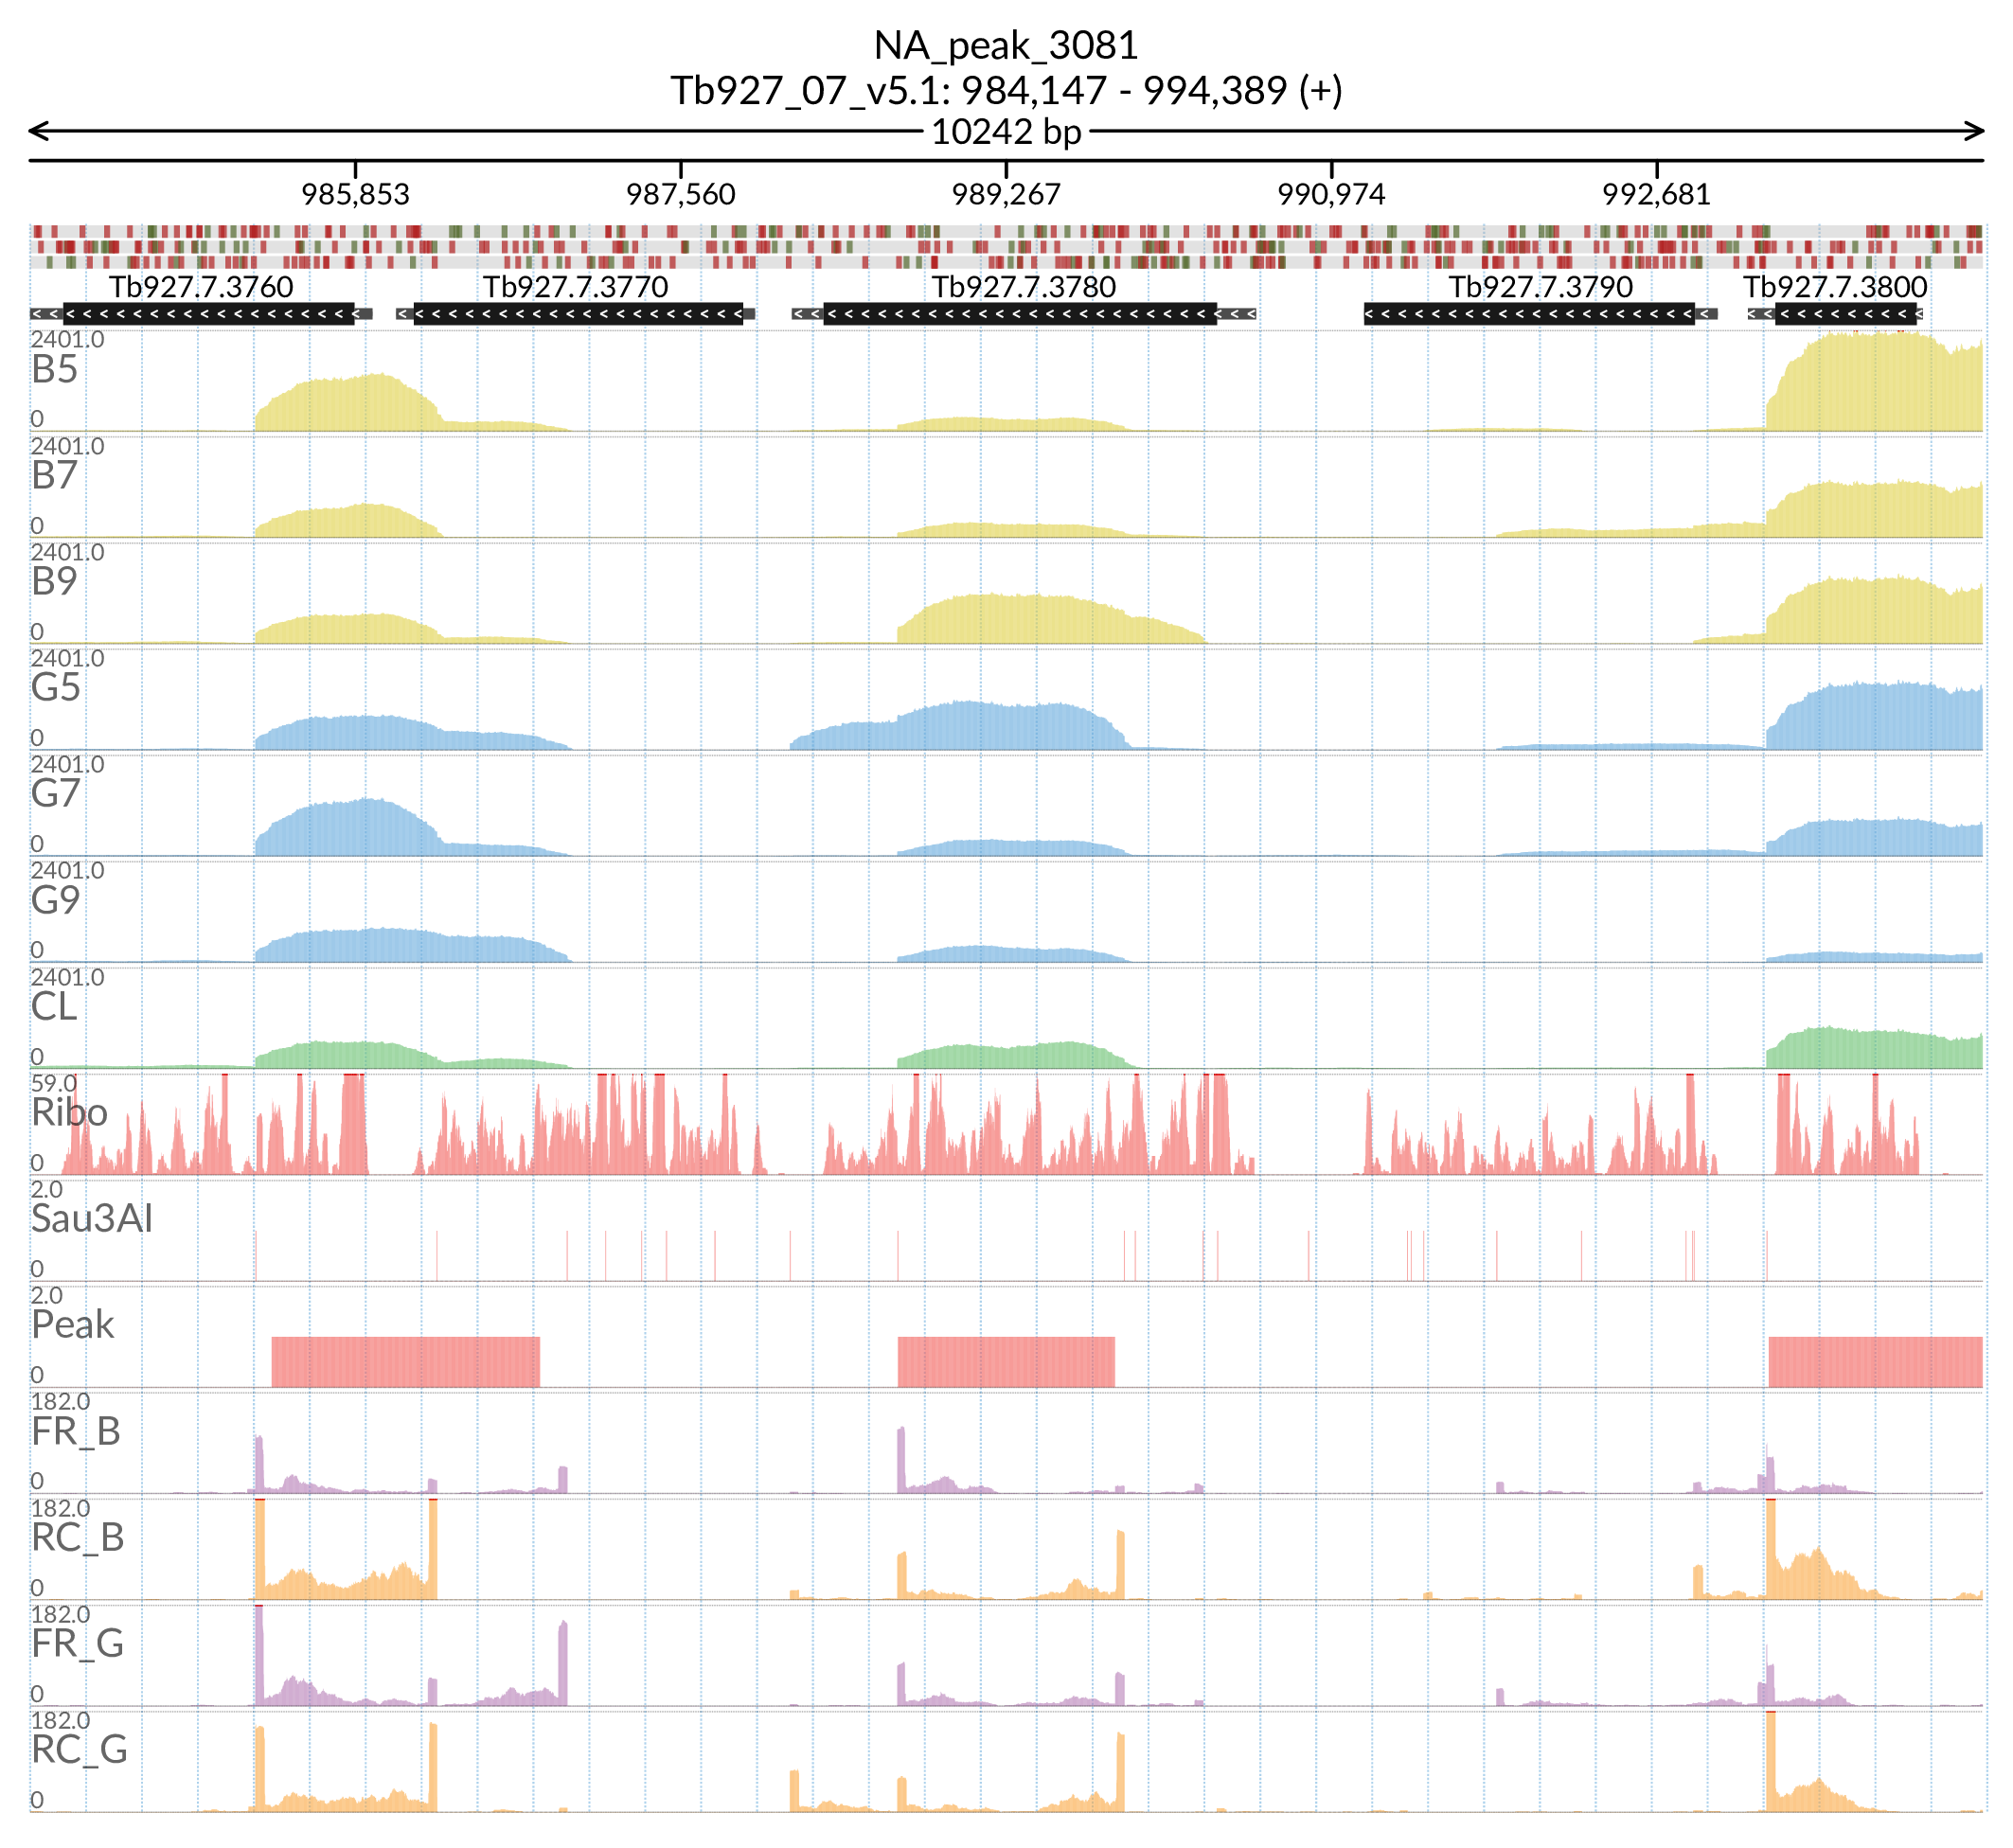 NA_peak_3081
Tb927_07_v5.1: 984,147 - 994,389 (+)
10242 bp
985,853 987,560 989,267 990,974 992,681
Tb927.7.3760 Tb927.7.3770 Tb927.7.3780 Tb927.7.3790 Tb927.7.3800
2401.0
B5
0
2401.0
B7
0
2401.0
B9
0
2401.0
G5
0
2401.0
G7
0
2401.0
G9
0
2401.0
CL
0
59.0
Ribo
0
2.0
Sau3AI
0
2.0
Peak
0
182.0
FR_B
0
182.0
RC_B
0
182.0
FR_G
0
182.0
RC_G
0